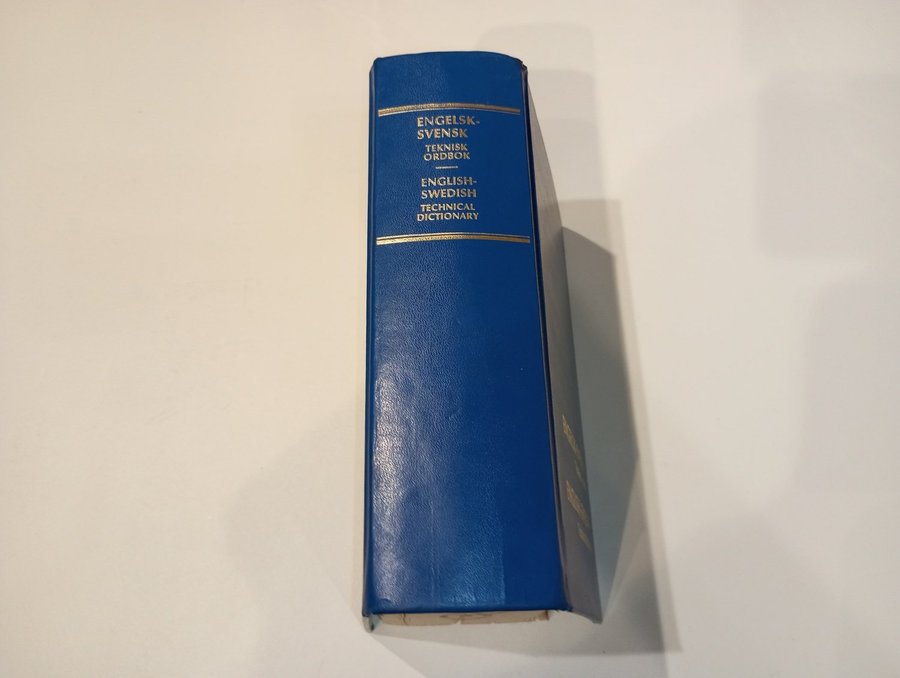 ENGELSK-
SVENSK
TEKNISK
ORDBOK
ENGLISH-
SWEDISH
TECHNICAL
DICTIONARY